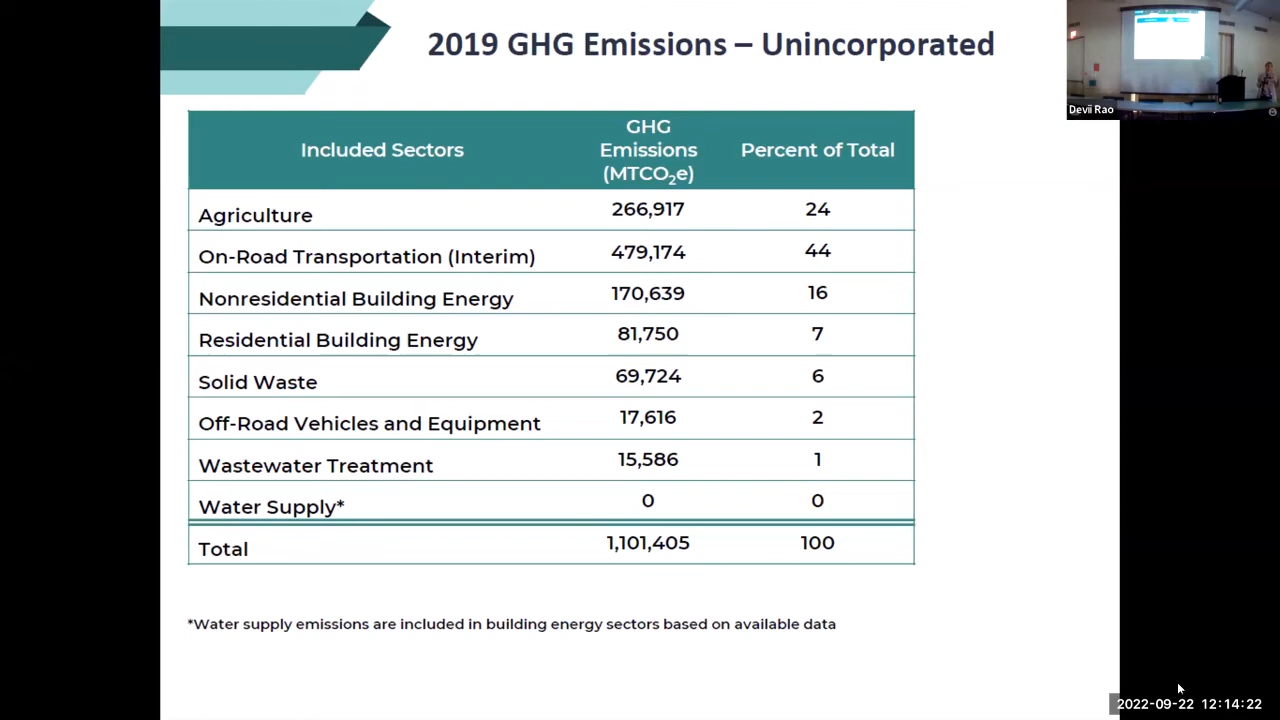 2019 GHG Emissions – Unincorporated
Devii Rao
Included Sectors
GHG
Emissions
(MTCO₂e)
Percent of Total
Agriculture 266,917 24
On-Road Transportation (Interim) 479,174 44
Nonresidential Building Energy 170,639 16
Residential Building Energy 81,750 7
Solid Waste 69,724 6
Off-Road Vehicles and Equipment 17,616 2
Wastewater Treatment 15,586 1
Water Supply* 0 0
Total 1,101,405 100
*Water supply emissions are included in building energy sectors based on available data
2022-09-22 12:14:22